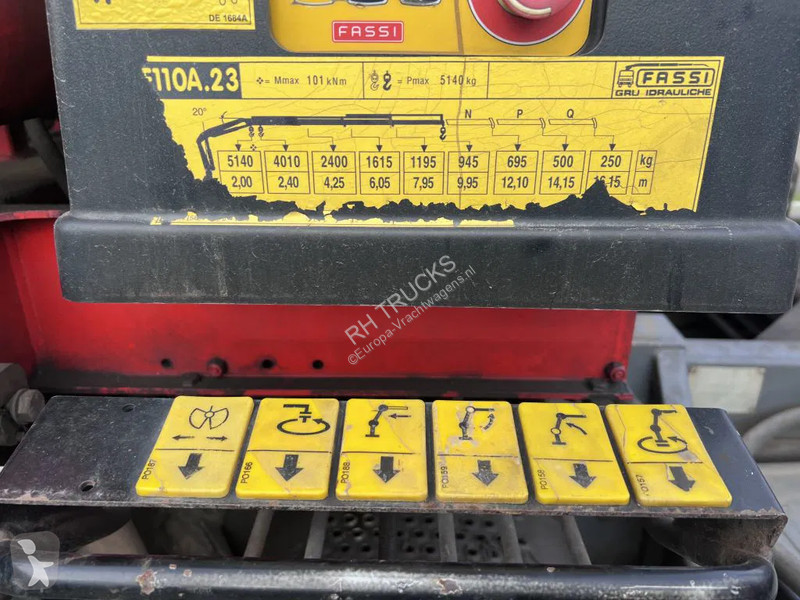 DE 1684A
FASSI
F110A.23 = Mmax 101 kNm = Pmax 5140 kg FASSI
GRU IDRAULICHE
20° N P Q
5140 4010 2400 1615 1195 945 695 500 250 kg
2,00 2,40 4,25 6,05 7,95 9,95 12,10 14,15 16,15 m
RH TRUCKS
©Europa-Vrachtwagens.nl
PO167 PO166 PO188 PO159 PO158 PO157